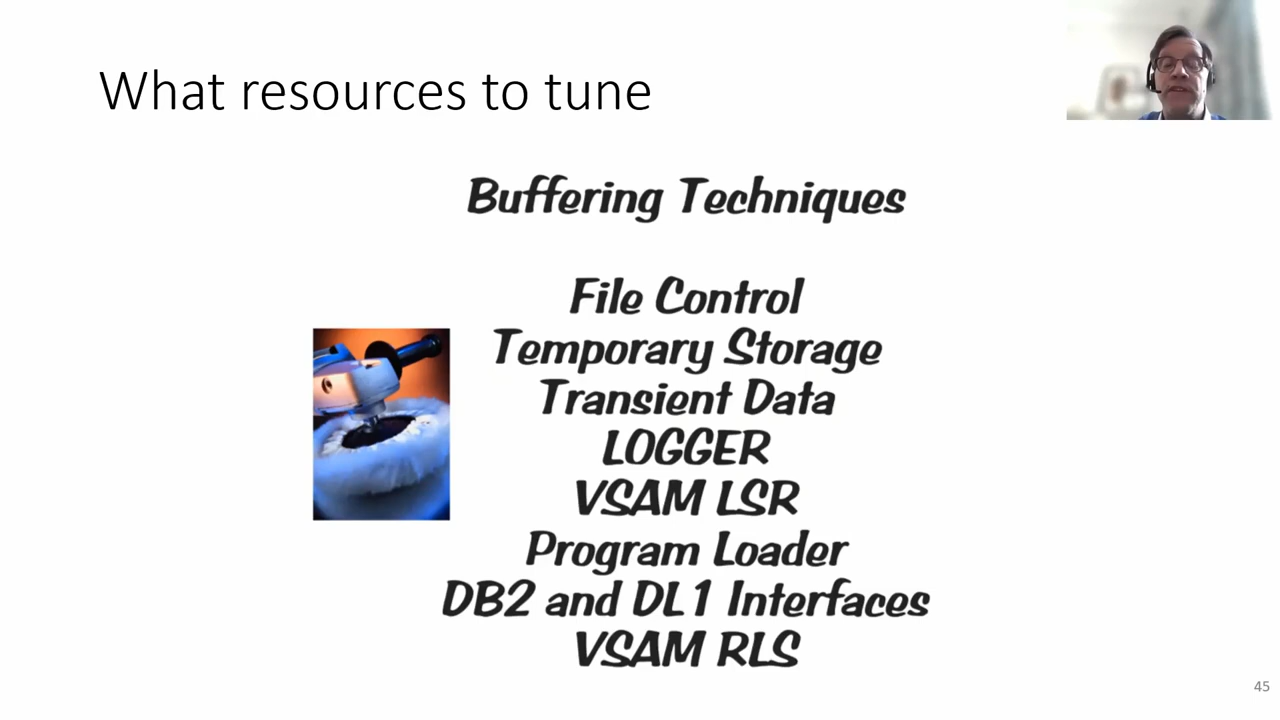 What resources to tune
Buffering Techniques
File Control
Temporary Storage
Transient Data
LOGGER
VSAM LSR
Program Loader
DB2 and DL1 Interfaces
VSAM RLS
45